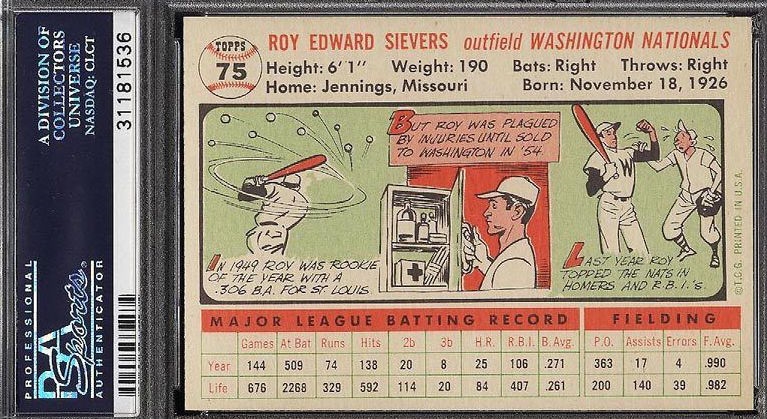 A DIVISION OF
COLLECTORS
UNIVERSE
NASDAQ: CLCT
31181536
PROFESSIONAL
PSA
Sports
AUTHENTICATOR
TOPPS
75
ROY EDWARD SIEVERS outfield WASHINGTON NATIONALS
Height: 6'1" Weight: 190 Bats: Right Throws: Right
Home: Jennings, Missouri Born: November 18, 1926
IN 1949 ROY WAS ROOKIE
OF THE YEAR WITH A
.306 B.A. FOR ST. LOUIS.
BUT ROY WAS PLAGUED
BY INJURIES UNTIL SOLD
TO WASHINGTON IN '54
W
LAST YEAR ROY
TOPPED THE NATS IN
HOMERS AND R.B.I.'s.
©T.C.G. PRINTED IN U.S.A.
MAJOR LEAGUE BATTING RECORD FIELDING
Games At Bat Runs Hits 2b 3b H.R. R.B.I. B.Avg. P.O. Assists Errors F.Avg.
Year 144 509 74 138 20 8 25 106 .271 363 17 4 .990
Life 676 2268 329 592 114 20 84 407 .261 200 140 39 .982